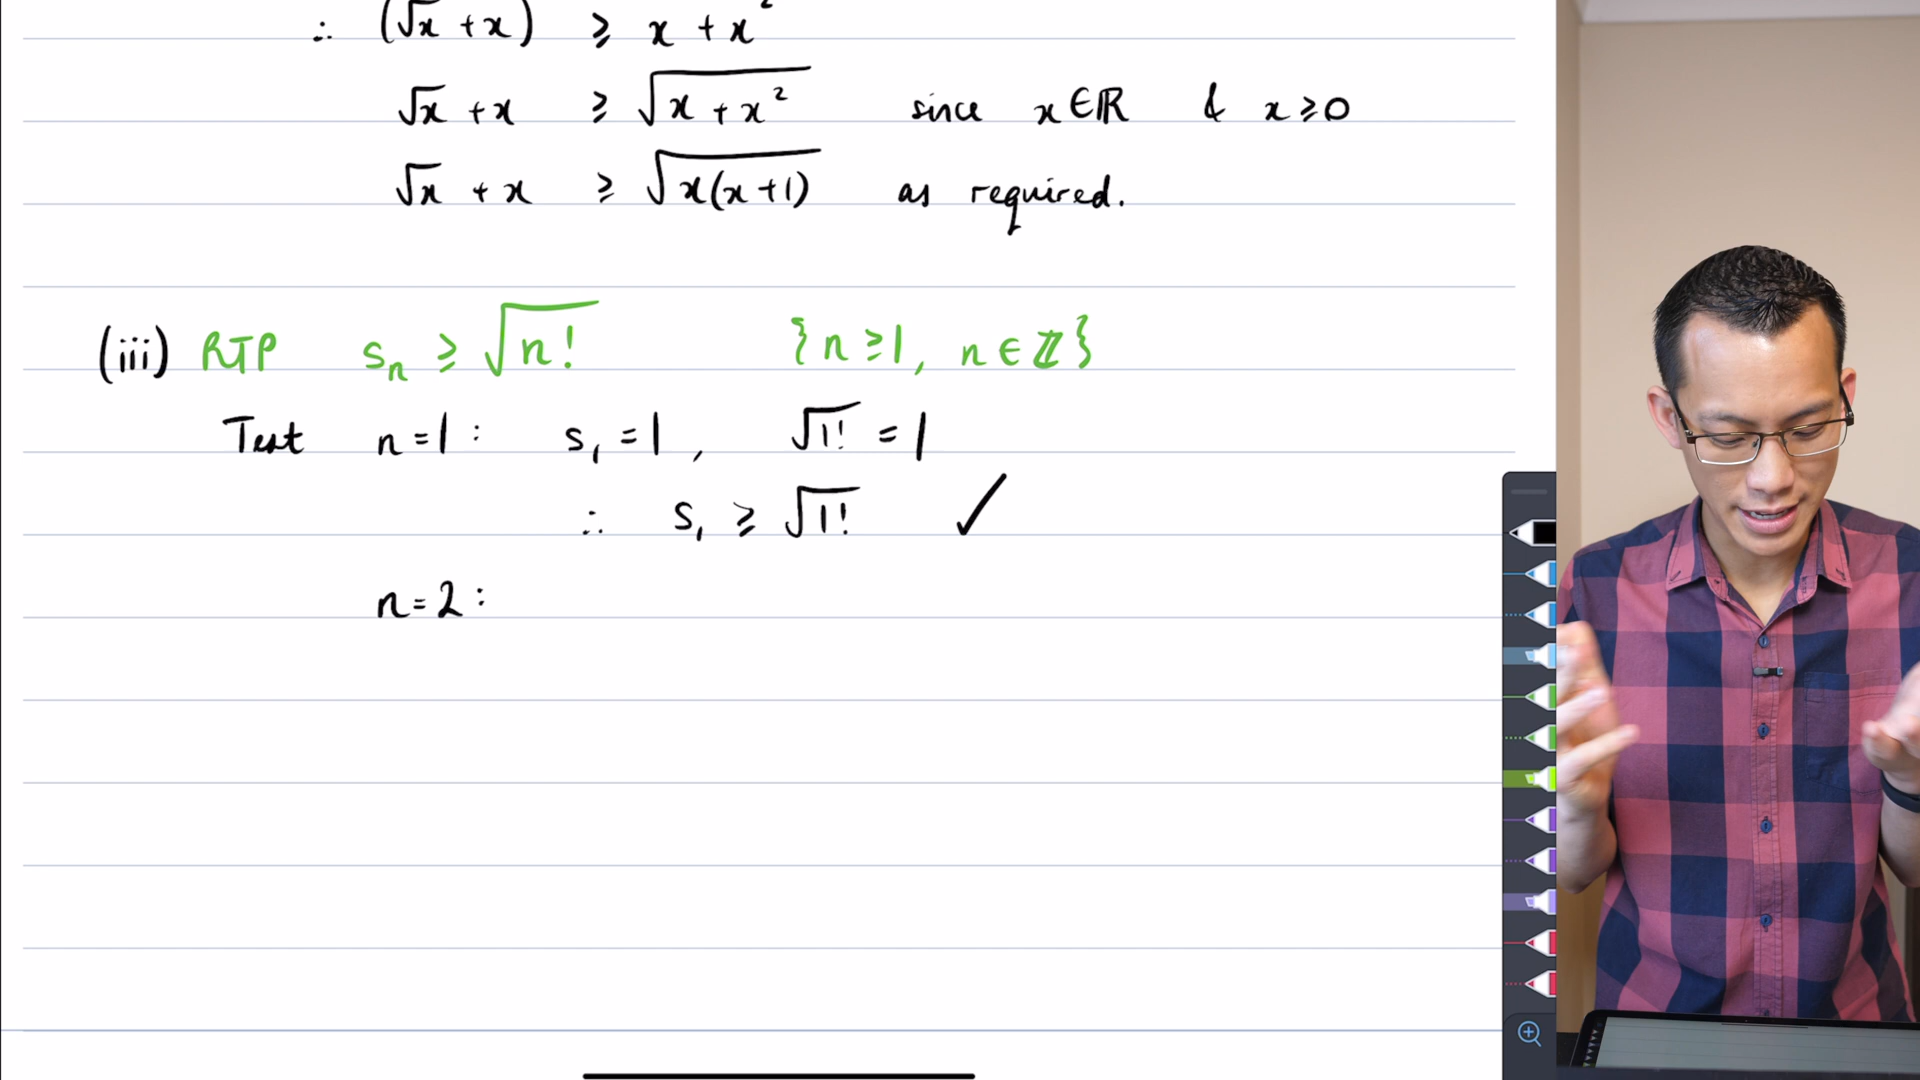 ∴ (√x + x) ≥ x + x²
√x + x ≥ √(x + x²) since x ∈ ℝ & x ≥ 0
√x + x ≥ √(x(x+1)) as required.
(iii) RTP sₙ ≥ √(n!) {n ≥ 1, n ∈ ℤ}
Test n = 1 : s₁ = 1 , √(1!) = 1
∴ s₁ ≥ √(1!) ✓
n = 2 :